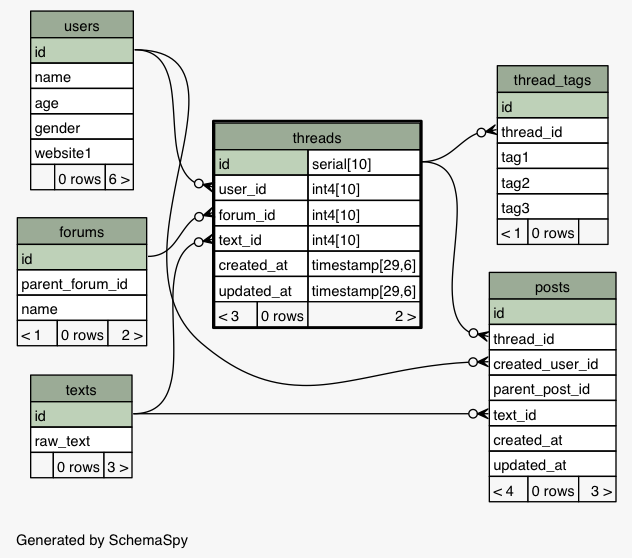 users
id
name
age
gender
website1
0 rows 6 >
forums
id
parent_forum_id
name
< 1 0 rows 2 >
texts
id
raw_text
0 rows 3 >
threads
id serial[10]
user_id int4[10]
forum_id int4[10]
text_id int4[10]
created_at timestamp[29,6]
updated_at timestamp[29,6]
< 3 0 rows 2 >
thread_tags
id
thread_id
tag1
tag2
tag3
< 1 0 rows
posts
id
thread_id
created_user_id
parent_post_id
text_id
created_at
updated_at
< 4 0 rows 3 >
Generated by SchemaSpy